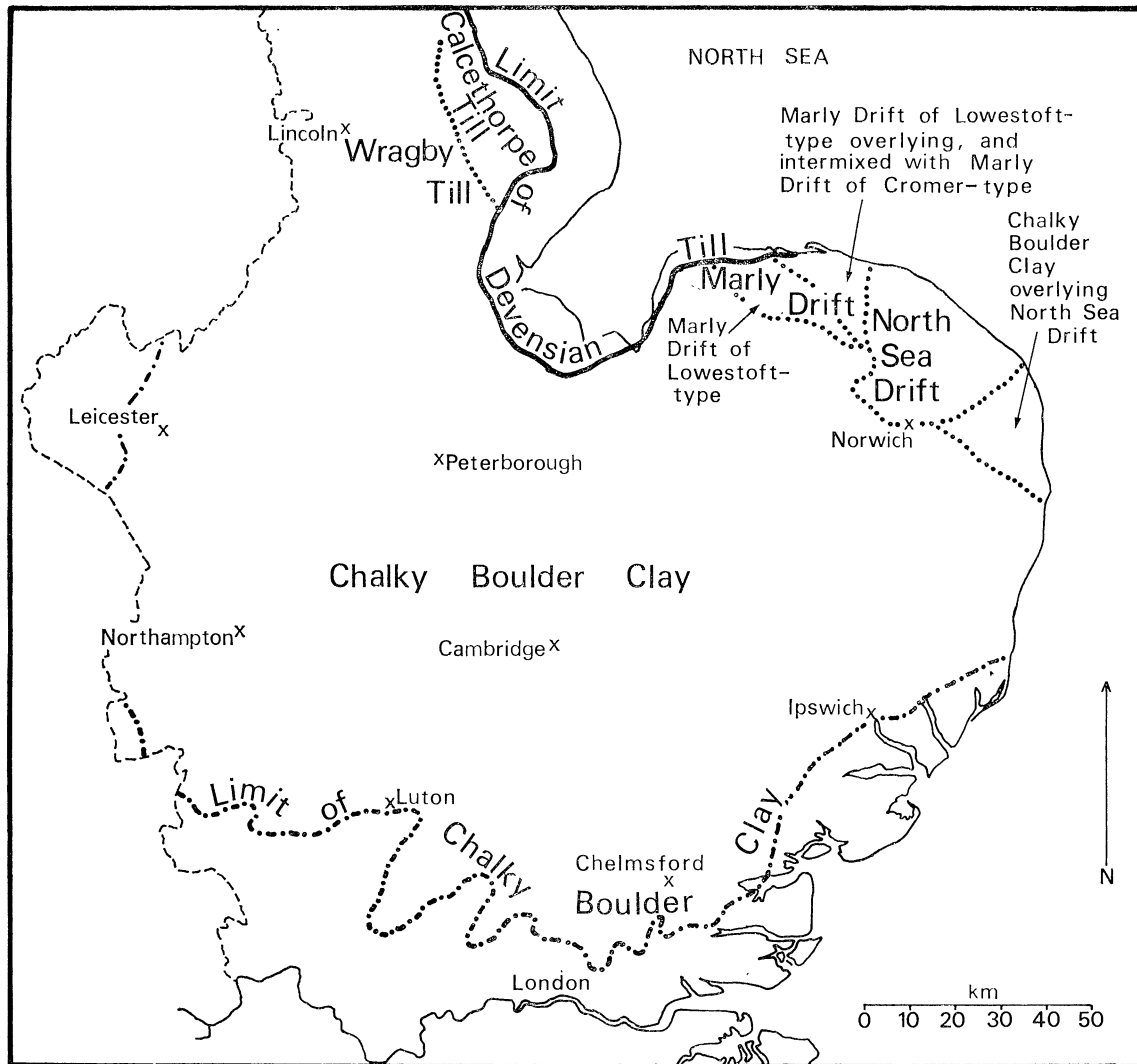 NORTH SEA
Limit of Devensian Till
Calcethorpe
Till
Lincoln x
Wragby
Till
Marly Drift of Lowestoft-
type overlying, and
intermixed with Marly
Drift of Cromer-type
Chalky
Boulder
Clay
overlying
North Sea
Drift
Marly
Drift
North
Sea
Drift
Marly
Drift of
Lowestoft-
type
Leicester x
Norwich x
x Peterborough
Chalky Boulder Clay
Northampton x
Cambridge x
Ipswich x
Limit of Chalky Boulder Clay
x Luton
Chelmsford
x
London
N
km
0 10 20 30 40 50